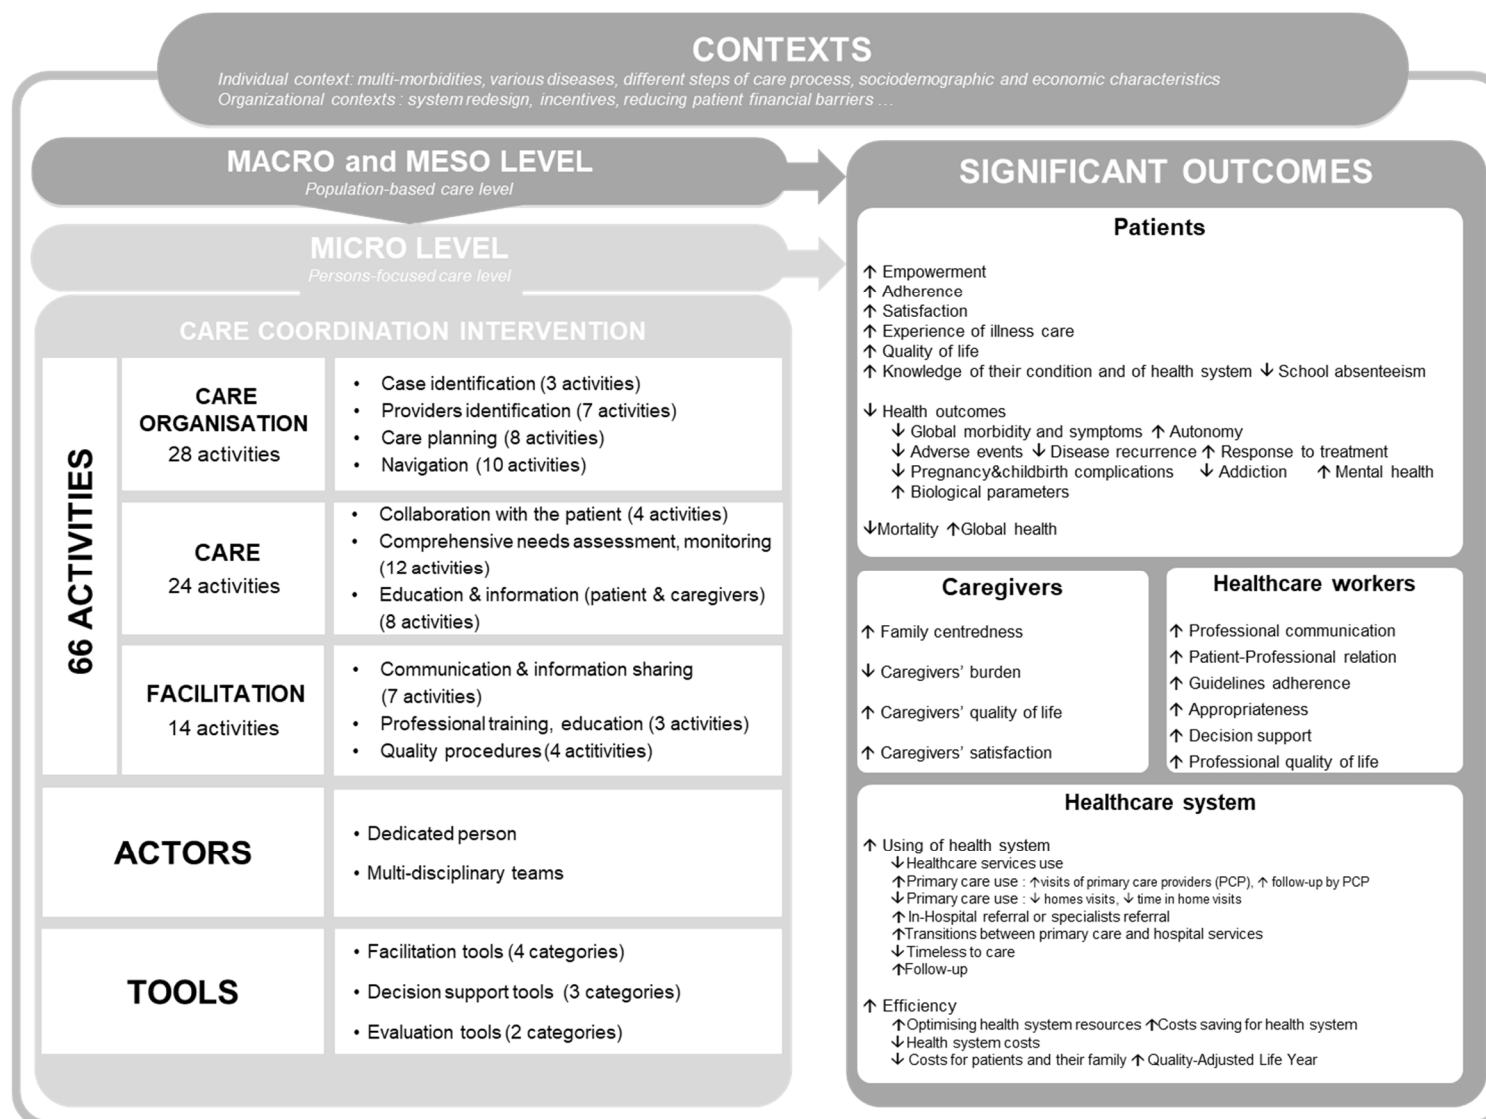 CONTEXTS
Individual context: multi-morbidities, various diseases, different steps of care process, sociodemographic and economic characteristics
Organizational contexts : system redesign, incentives, reducing patient financial barriers …
MACRO and MESO LEVEL
Population-based care level
MICRO LEVEL
Persons-focused care level
CARE COORDINATION INTERVENTION
66 ACTIVITIES
CARE
ORGANISATION
28 activities
• Case identification (3 activities)
• Providers identification (7 activities)
• Care planning (8 activities)
• Navigation (10 activities)
CARE
24 activities
• Collaboration with the patient (4 activities)
• Comprehensive needs assessment, monitoring
(12 activities)
• Education & information (patient & caregivers)
(8 activities)
FACILITATION
14 activities
• Communication & information sharing
(7 activities)
• Professional training, education (3 activities)
• Quality procedures (4 actitivities)
ACTORS
• Dedicated person
• Multi-disciplinary teams
TOOLS
• Facilitation tools (4 categories)
• Decision support tools (3 categories)
• Evaluation tools (2 categories)
SIGNIFICANT OUTCOMES
Patients
↑ Empowerment
↑ Adherence
↑ Satisfaction
↑ Experience of illness care
↑ Quality of life
↑ Knowledge of their condition and of health system ↓ School absenteeism
↓ Health outcomes
↓ Global morbidity and symptoms ↑ Autonomy
↓ Adverse events ↓ Disease recurrence ↑ Response to treatment
↓ Pregnancy&childbirth complications ↓ Addiction ↑ Mental health
↑ Biological parameters
↓Mortality ↑Global health
Caregivers
↑ Family centredness
↓ Caregivers' burden
↑ Caregivers' quality of life
↑ Caregivers' satisfaction
Healthcare workers
↑ Professional communication
↑ Patient-Professional relation
↑ Guidelines adherence
↑ Appropriateness
↑ Decision support
↑ Professional quality of life
Healthcare system
↑ Using of health system
↓Healthcare services use
↑Primary care use : ↑visits of primary care providers (PCP), ↑ follow-up by PCP
↓Primary care use : ↓ homes visits, ↓ time in home visits
↑In-Hospital referral or specialists referral
↑Transitions between primary care and hospital services
↓Timeless to care
↑Follow-up
↑ Efficiency
↑Optimising health system resources ↑Costs saving for health system
↓Health system costs
↓ Costs for patients and their family ↑ Quality-Adjusted Life Year